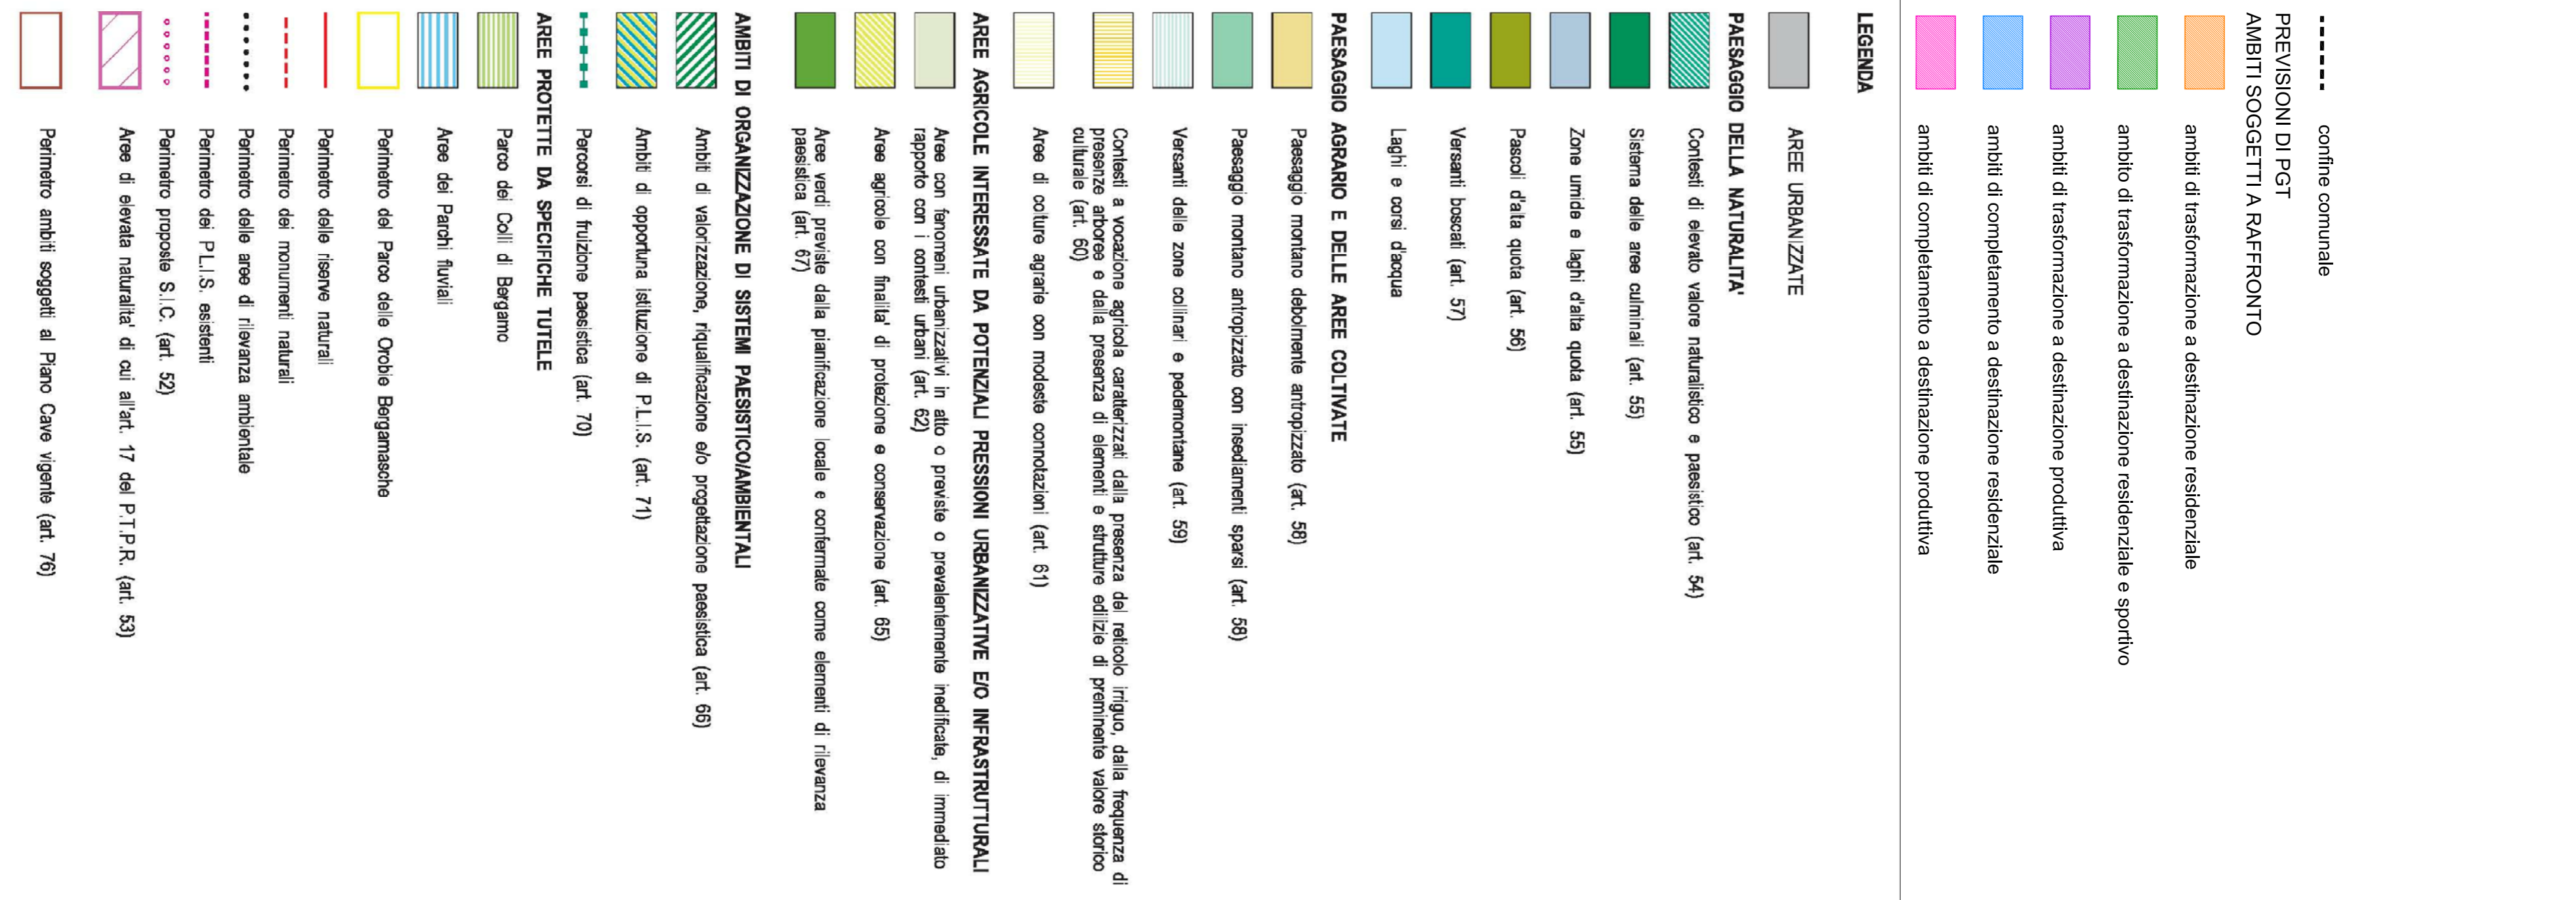 confine comunale
PREVISIONI DI PGT
AMBITI SOGGETTI A RAFFRONTO
ambiti di trasformazione a destinazione residenziale
ambito di trasformazione a destinazione residenziale e sportivo
ambiti di trasformazione a destinazione produttiva
ambiti di completamento a destinazione residenziale
ambiti di completamento a destinazione produttiva
LEGENDA
AREE URBANIZZATE
PAESAGGIO DELLA NATURALITA'
Contesti di elevato valore naturalistico e paesistico (art. 54)
Sistema delle aree culminali (art. 55)
Zone umide e laghi d'alta quota (art. 55)
Pascoli d'alta quota (art. 56)
Versanti boscati (art. 57)
Laghi e corsi d'acqua
PAESAGGIO AGRARIO E DELLE AREE COLTIVATE
Paesaggio montano debolmente antropizzato (art. 58)
Paesaggio montano antropizzato con insediamenti sparsi (art. 58)
Versanti delle zone collinari e pedemontane (art. 59)
Contesti a vocazione agricola caratterizzati dalla presenza del reticolo irriguo, dalla frequenza di
presenze arboree e dalla presenza di elementi e strutture edilizie di preminente valore storico
culturale (art. 60)
Aree di colture agrarie con modeste connotazioni (art. 61)
AREE AGRICOLE INTERESSATE DA POTENZIALI PRESSIONI URBANIZZATIVE E/O INFRASTRUTTURALI
Aree con fenomeni urbanizzativi in atto o previste o prevalentemente inedificate, di immediato
rapporto con i contesti urbani (art. 62)
Aree agricole con finalita' di protezione e conservazione (art. 65)
Aree verdi previste dalla pianificazione locale e confermate come elementi di rilevanza
paesistica (art. 67)
AMBITI DI ORGANIZZAZIONE DI SISTEMI PAESISTICO/AMBIENTALI
Ambiti di valorizzazione, riqualificazione e/o progettazione paesistica (art. 66)
Ambiti di opportuna istituzione di P.L.I.S. (art. 71)
Percorsi di fruizione paesistica (art. 70)
AREE PROTETTE DA SPECIFICHE TUTELE
Parco dei Colli di Bergamo
Aree dei Parchi fluviali
Perimetro del Parco delle Orobie Bergamasche
Perimetro delle riserve naturali
Perimetro dei monumenti naturali
Perimetro delle aree di rilevanza ambientale
Perimetro dei P.L.I.S. esistenti
Perimetro proposte S.I.C. (art. 52)
Aree di elevata naturalita' di cui all'art. 17 del P.T.P.R. (art. 53)
Perimetro ambiti soggetti al Piano Cave vigente (art. 76)